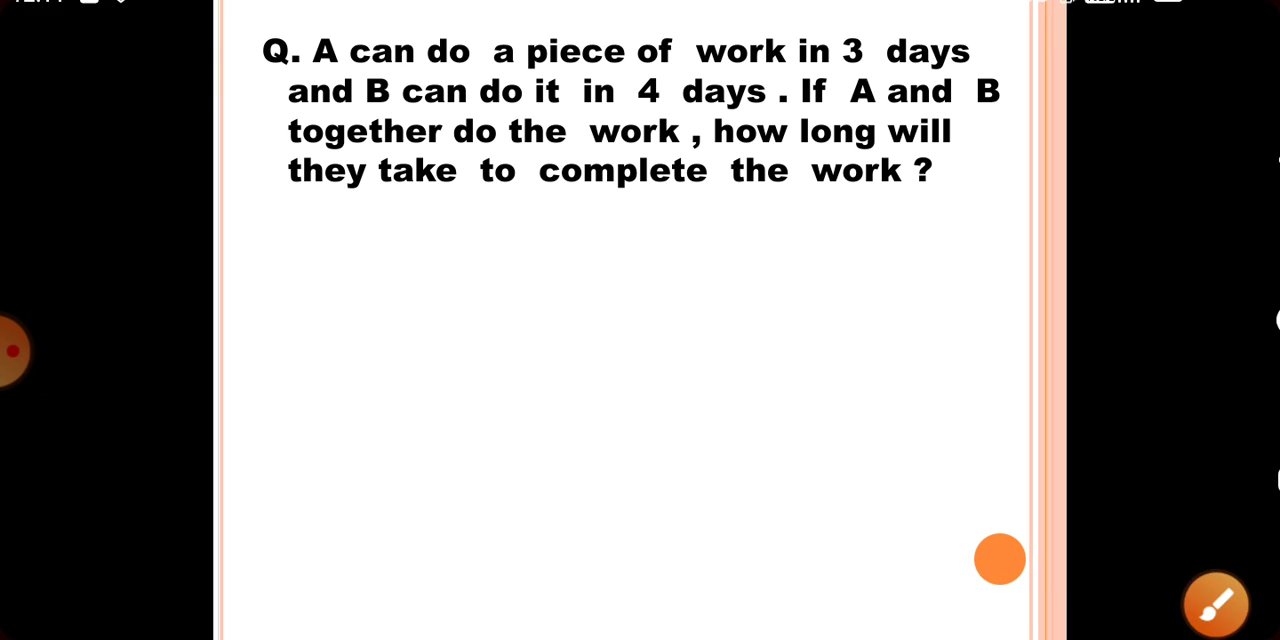 Q. A can do a piece of work in 3 days
and B can do it in 4 days . If A and B
together do the work , how long will
they take to complete the work ?